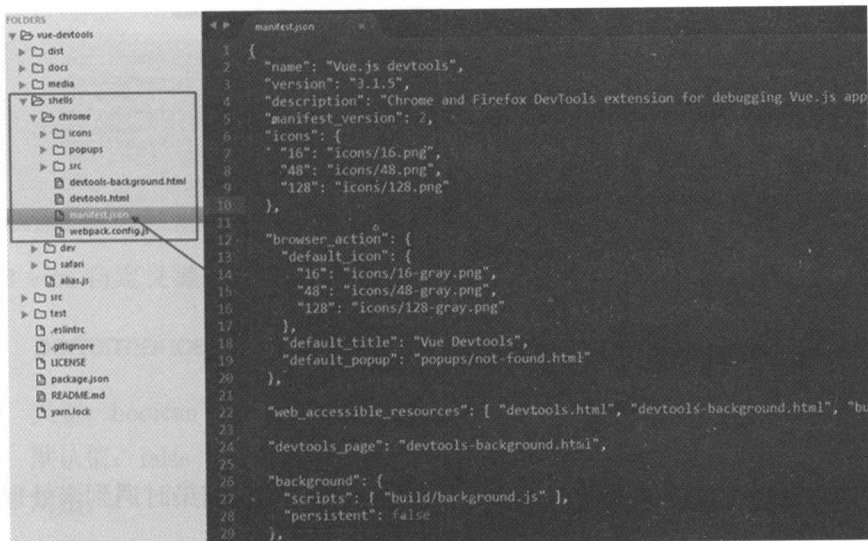 FOLDERS
vue-devtools
dist
docs
media
shells
chrome
icons
popups
src
devtools-background.html
devtools.html
manifest.json
webpack.config.js
dev
safari
alias.js
src
test
.eslintrc
.gitignore
LICENSE
package.json
README.md
yarn.lock
manifest.json ×
1 {
2 "name": "Vue.js devtools",
3 "version": "3.1.5",
4 "description": "Chrome and Firefox DevTools extension for debugging Vue.js app
5 "manifest_version": 2,
6 "icons": {
7 "16": "icons/16.png",
8 "48": "icons/48.png",
9 "128": "icons/128.png"
10 },
11
12 "browser_action": {
13 "default_icon": {
14 "16": "icons/16-gray.png",
15 "48": "icons/48-gray.png",
16 "128": "icons/128-gray.png"
17 },
18 "default_title": "Vue Devtools",
19 "default_popup": "popups/not-found.html"
20 },
21
22 "web_accessible_resources": [ "devtools.html", "devtools-background.html", "bu
23
24 "devtools_page": "devtools-background.html",
25
26 "background": {
27 "scripts": [ "build/background.js" ],
28 "persistent": false
29 },